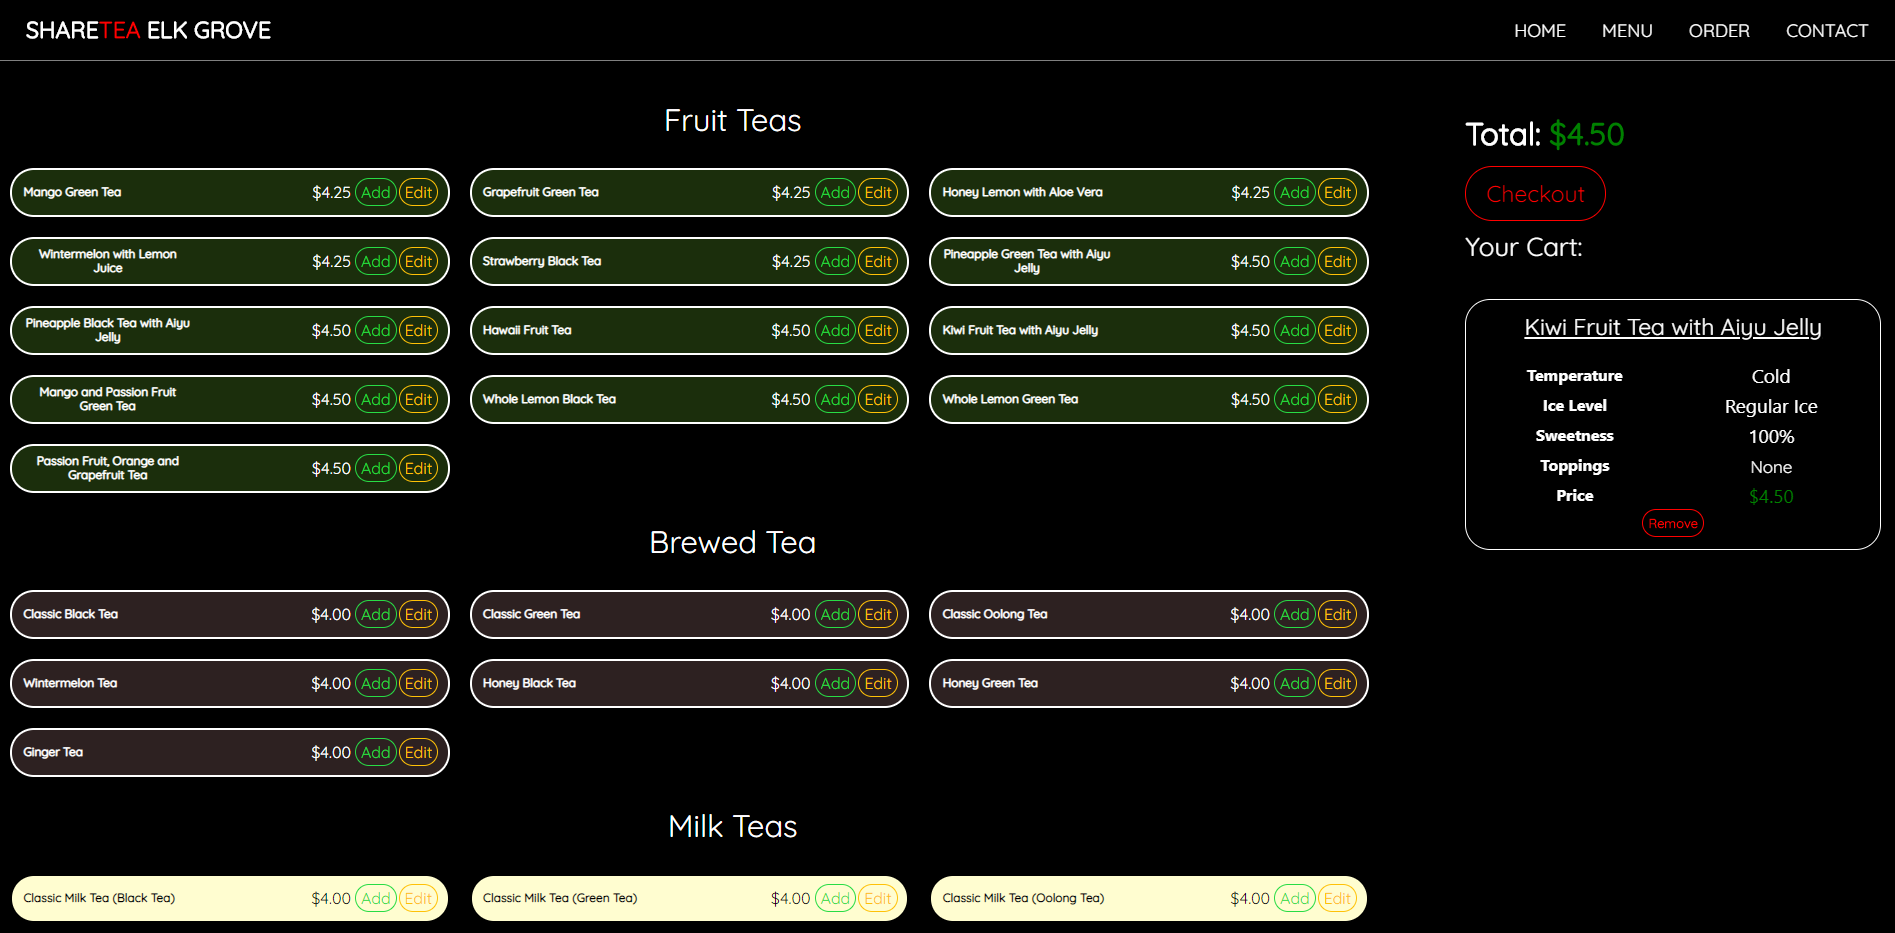 SHARETEA ELK GROVE
HOME MENU ORDER CONTACT
Fruit Teas
Mango Green Tea $4.25 Add Edit
Grapefruit Green Tea $4.25 Add Edit
Honey Lemon with Aloe Vera $4.25 Add Edit
Wintermelon with Lemon
Juice
$4.25 Add Edit
Strawberry Black Tea $4.25 Add Edit
Pineapple Green Tea with Aiyu
Jelly
$4.50 Add Edit
Pineapple Black Tea with Aiyu
Jelly
$4.50 Add Edit
Hawaii Fruit Tea $4.50 Add Edit
Kiwi Fruit Tea with Aiyu Jelly $4.50 Add Edit
Mango and Passion Fruit
Green Tea
$4.50 Add Edit
Whole Lemon Black Tea $4.50 Add Edit
Whole Lemon Green Tea $4.50 Add Edit
Passion Fruit, Orange and
Grapefruit Tea
$4.50 Add Edit
Brewed Tea
Classic Black Tea $4.00 Add Edit
Classic Green Tea $4.00 Add Edit
Classic Oolong Tea $4.00 Add Edit
Wintermelon Tea $4.00 Add Edit
Honey Black Tea $4.00 Add Edit
Honey Green Tea $4.00 Add Edit
Ginger Tea $4.00 Add Edit
Milk Teas
Classic Milk Tea (Black Tea) $4.00 Add Edit
Classic Milk Tea (Green Tea) $4.00 Add Edit
Classic Milk Tea (Oolong Tea) $4.00 Add Edit
Total: $4.50
Checkout
Your Cart:
Kiwi Fruit Tea with Aiyu Jelly
Temperature Cold
Ice Level Regular Ice
Sweetness 100%
Toppings None
Price $4.50
Remove